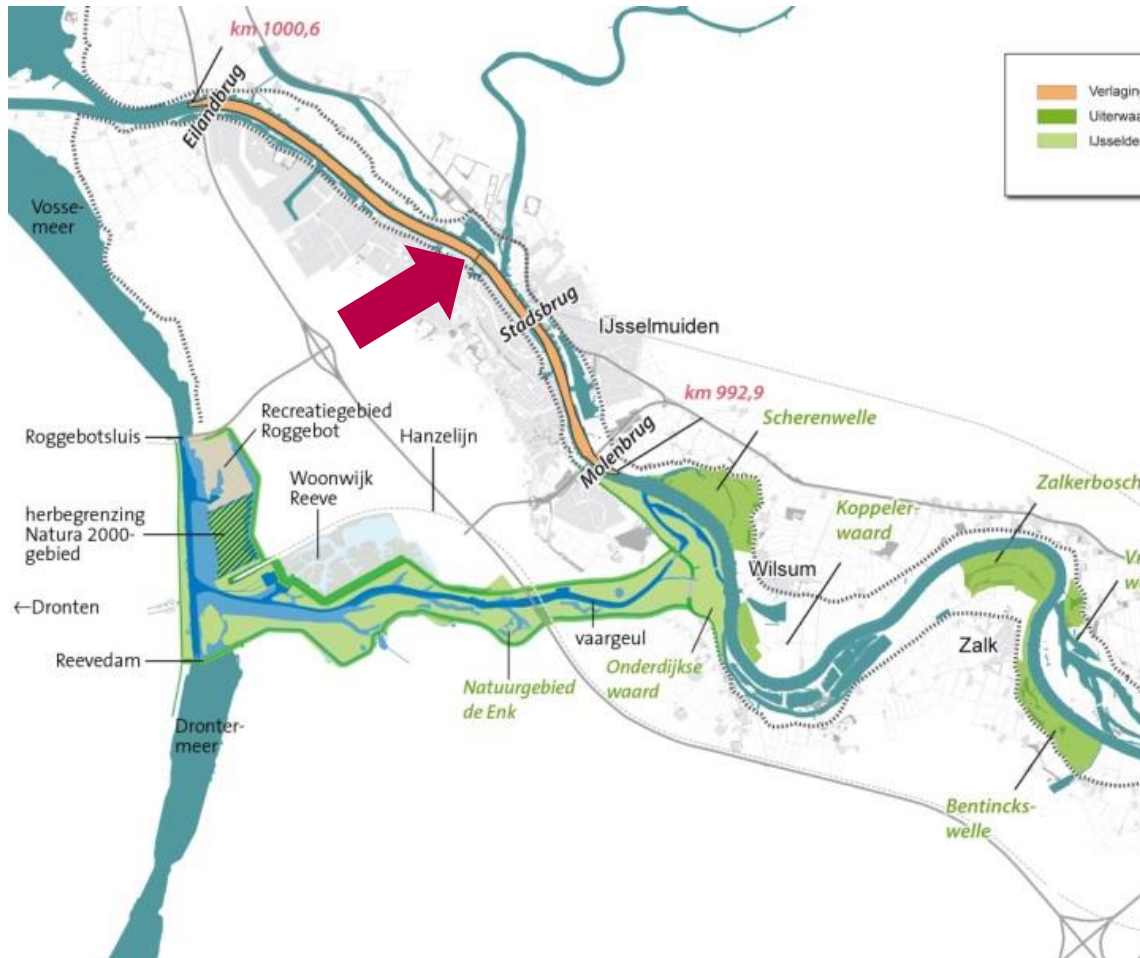 km 1000,6
Eilandbrug
Verlaging
Uiterwaa
IJsselde
Vosse-
meer
Stadsbrug
IJsselmuiden
km 992,9
Molenbrug
Scherenwelle
Roggebotsluis
Recreatiegebied
Roggebot
Hanzelijn
Woonwijk
Reeve
Zalkerbosch
Koppeler-
waard
herbegrenzing
Natura 2000-
gebied
Wilsum
←Dronten
vaargeul
Zalk
Reevedam
Onderdijkse
waard
Natuurgebied
de Enk
Dronter-
meer
Bentincks-
welle